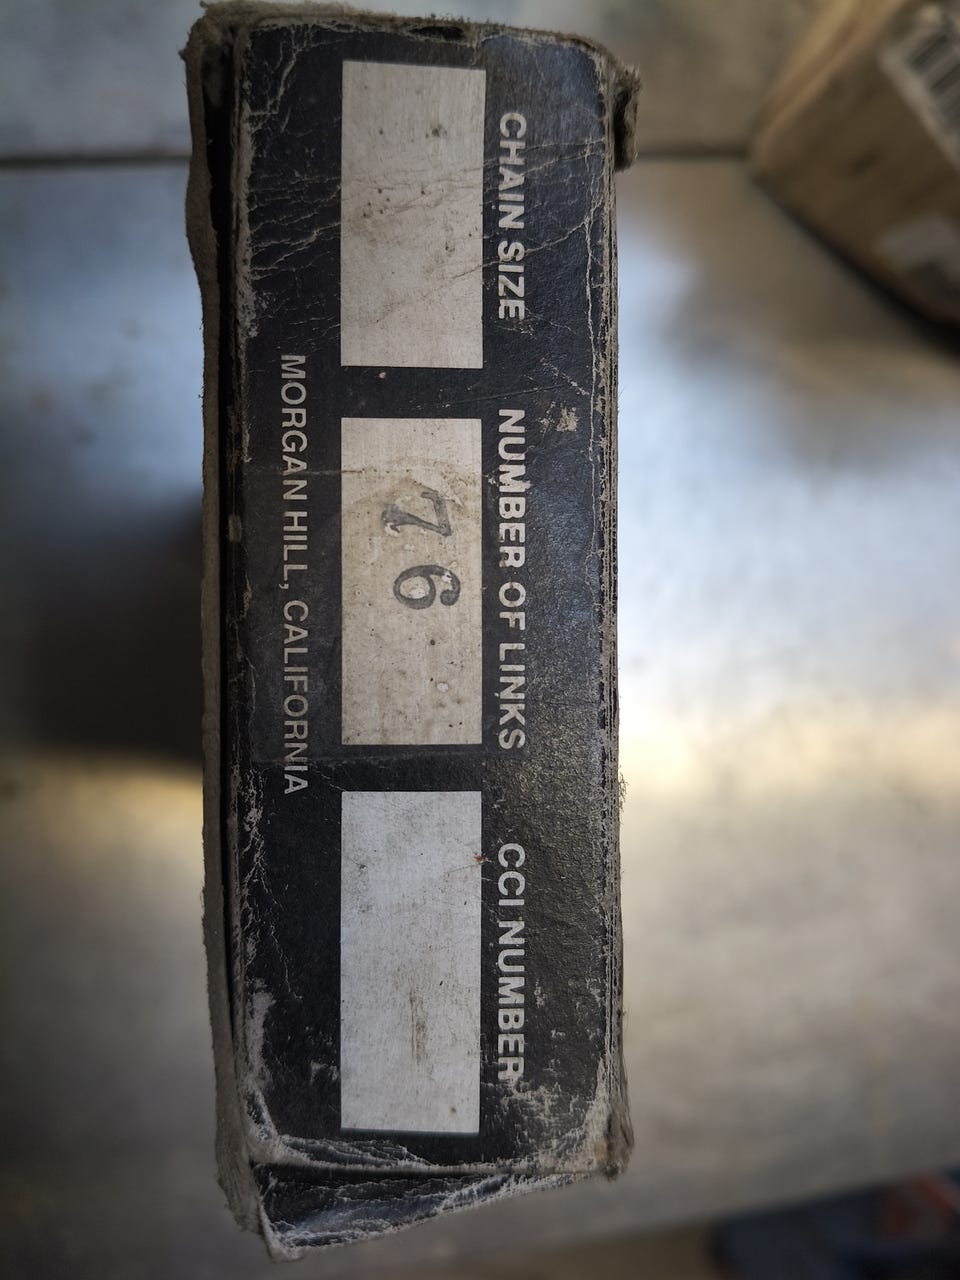 CHAIN SIZE
NUMBER OF LINKS
CCI NUMBER
76
MORGAN HILL, CALIFORNIA